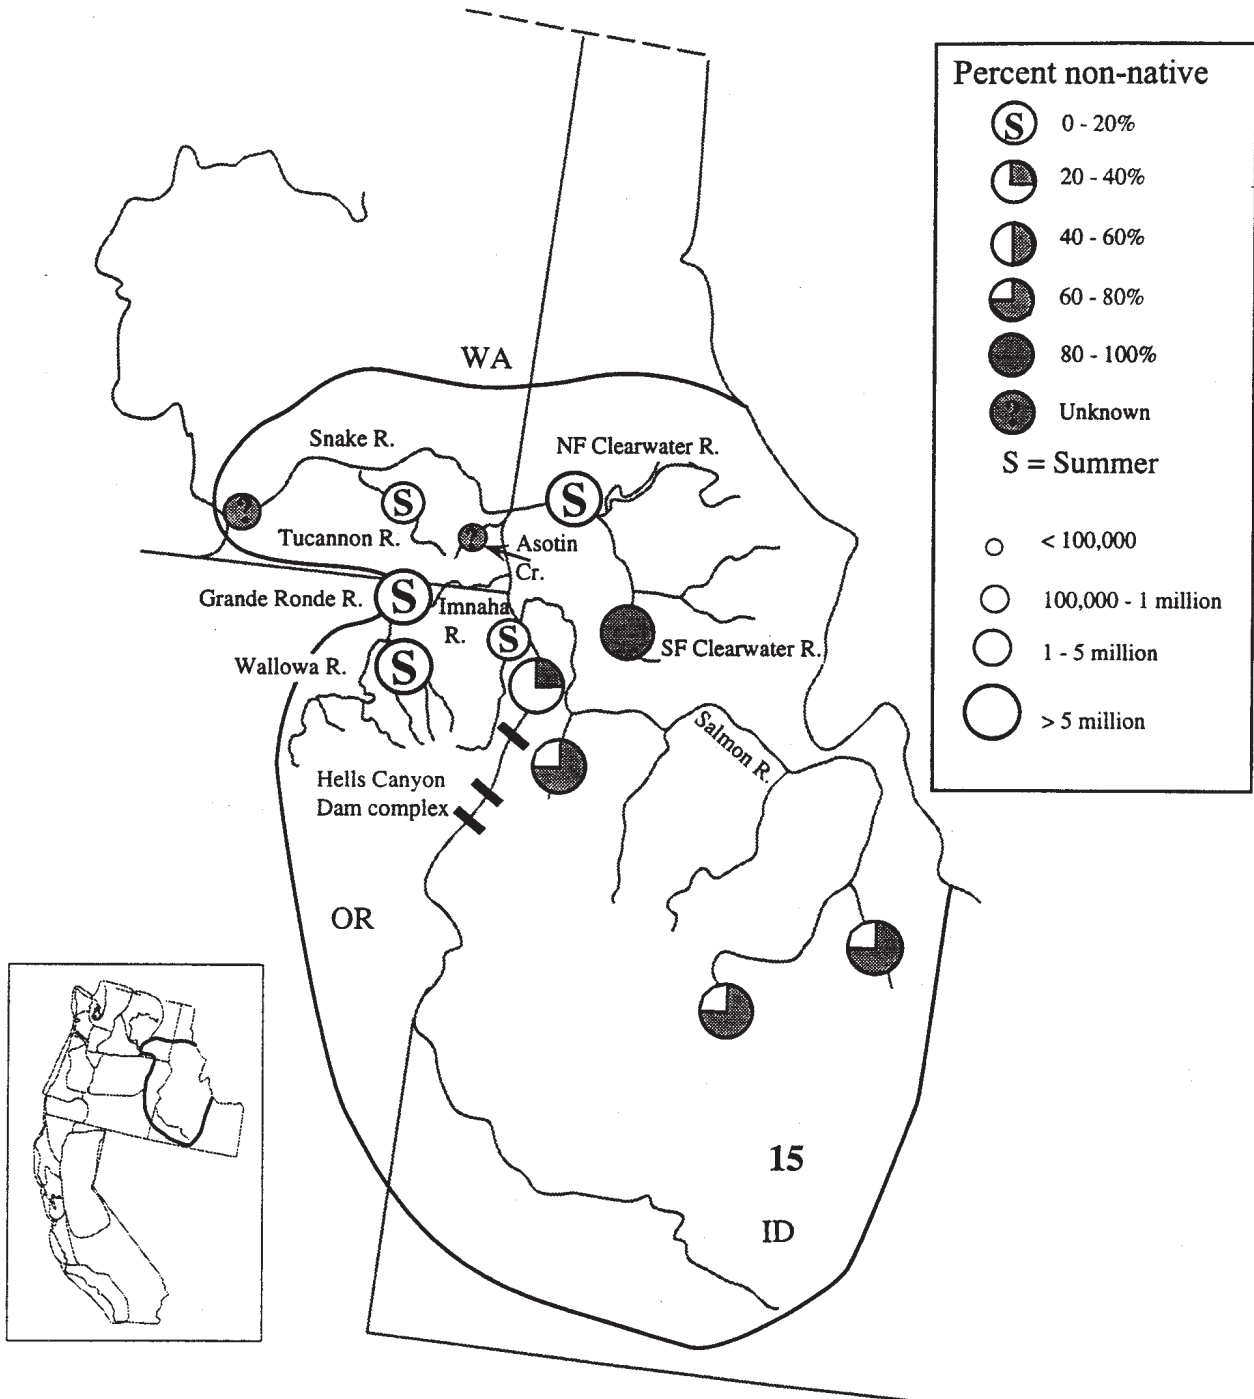 Percent non-native
S 0 - 20%
20 - 40%
40 - 60%
60 - 80%
80 - 100%
? Unknown
S = Summer
< 100,000
100,000 - 1 million
1 - 5 million
> 5 million
WA
Snake R.
NF Clearwater R.
S
S
?
Tucannon R.
?
Asotin
Cr.
Grande Ronde R.
S
Imnaha
R.
S
SF Clearwater R.
Wallowa R.
S
Salmon R.
Hells Canyon
Dam complex
OR
15
ID